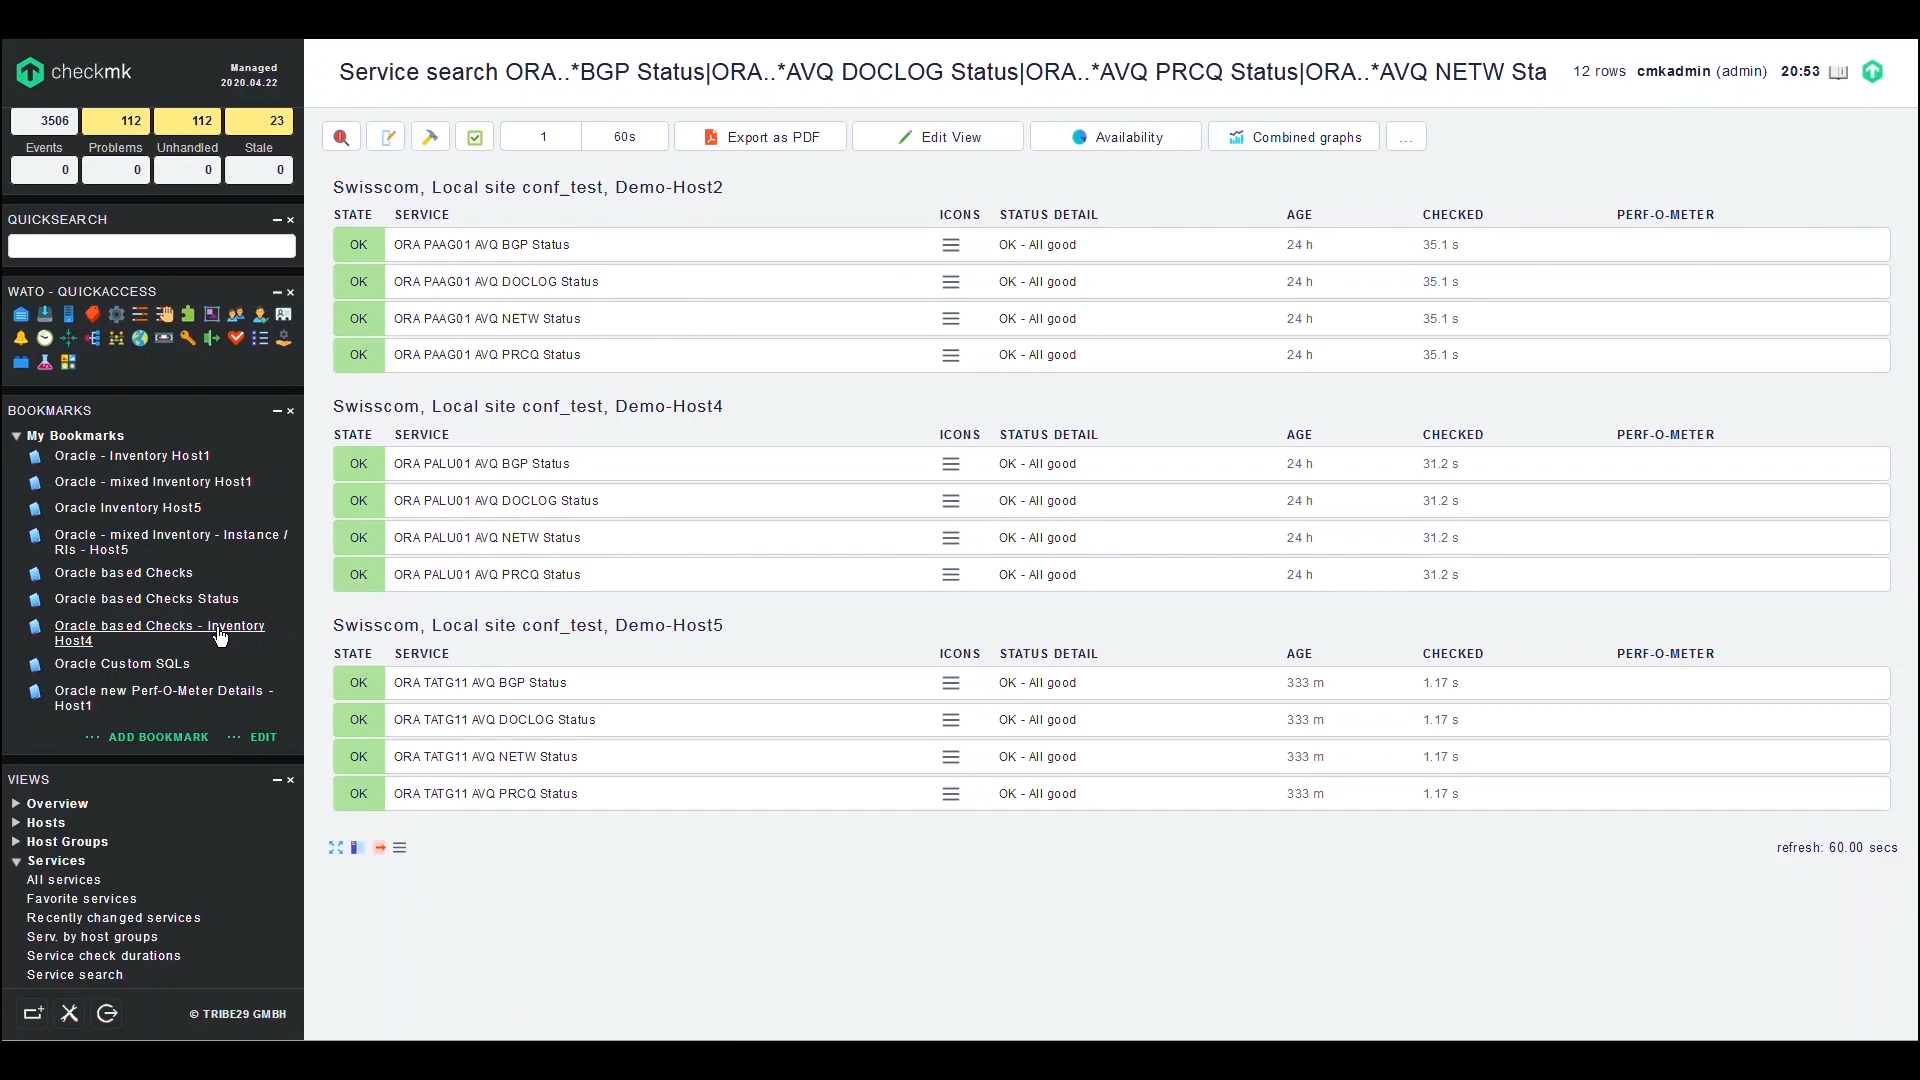 checkmk
Managed
2020.04.22
3506 112 112 23
Events Problems Unhandled Stale
0 0 0 0
QUICKSEARCH
WATO - QUICKACCESS
BOOKMARKS
My Bookmarks
Oracle - Inventory Host1
Oracle - mixed Inventory Host1
Oracle Inventory Host5
Oracle - mixed Inventory - Instance /
RIs - Host5
Oracle based Checks
Oracle based Checks Status
Oracle based Checks - Inventory
Host4
Oracle Custom SQLs
Oracle new Perf-O-Meter Details -
Host1
··· ADD BOOKMARK ··· EDIT
VIEWS
Overview
Hosts
Host Groups
Services
All services
Favorite services
Recently changed services
Serv. by host groups
Service check durations
Service search
© TRIBE29 GMBH
Service search ORA..*BGP Status|ORA..*AVQ DOCLOG Status|ORA..*AVQ PRCQ Status|ORA..*AVQ NETW Sta
12 rows cmkadmin (admin) 20:53
1 60s Export as PDF Edit View Availability Combined graphs ...
Swisscom, Local site conf_test, Demo-Host2
STATE SERVICE ICONS STATUS DETAIL AGE CHECKED PERF-O-METER
OK ORA PAAG01 AVQ BGP Status OK - All good 24 h 35.1 s
OK ORA PAAG01 AVQ DOCLOG Status OK - All good 24 h 35.1 s
OK ORA PAAG01 AVQ NETW Status OK - All good 24 h 35.1 s
OK ORA PAAG01 AVQ PRCQ Status OK - All good 24 h 35.1 s
Swisscom, Local site conf_test, Demo-Host4
STATE SERVICE ICONS STATUS DETAIL AGE CHECKED PERF-O-METER
OK ORA PALU01 AVQ BGP Status OK - All good 24 h 31.2 s
OK ORA PALU01 AVQ DOCLOG Status OK - All good 24 h 31.2 s
OK ORA PALU01 AVQ NETW Status OK - All good 24 h 31.2 s
OK ORA PALU01 AVQ PRCQ Status OK - All good 24 h 31.2 s
Swisscom, Local site conf_test, Demo-Host5
STATE SERVICE ICONS STATUS DETAIL AGE CHECKED PERF-O-METER
OK ORA TATG11 AVQ BGP Status OK - All good 333 m 1.17 s
OK ORA TATG11 AVQ DOCLOG Status OK - All good 333 m 1.17 s
OK ORA TATG11 AVQ NETW Status OK - All good 333 m 1.17 s
OK ORA TATG11 AVQ PRCQ Status OK - All good 333 m 1.17 s
refresh: 60.00 secs